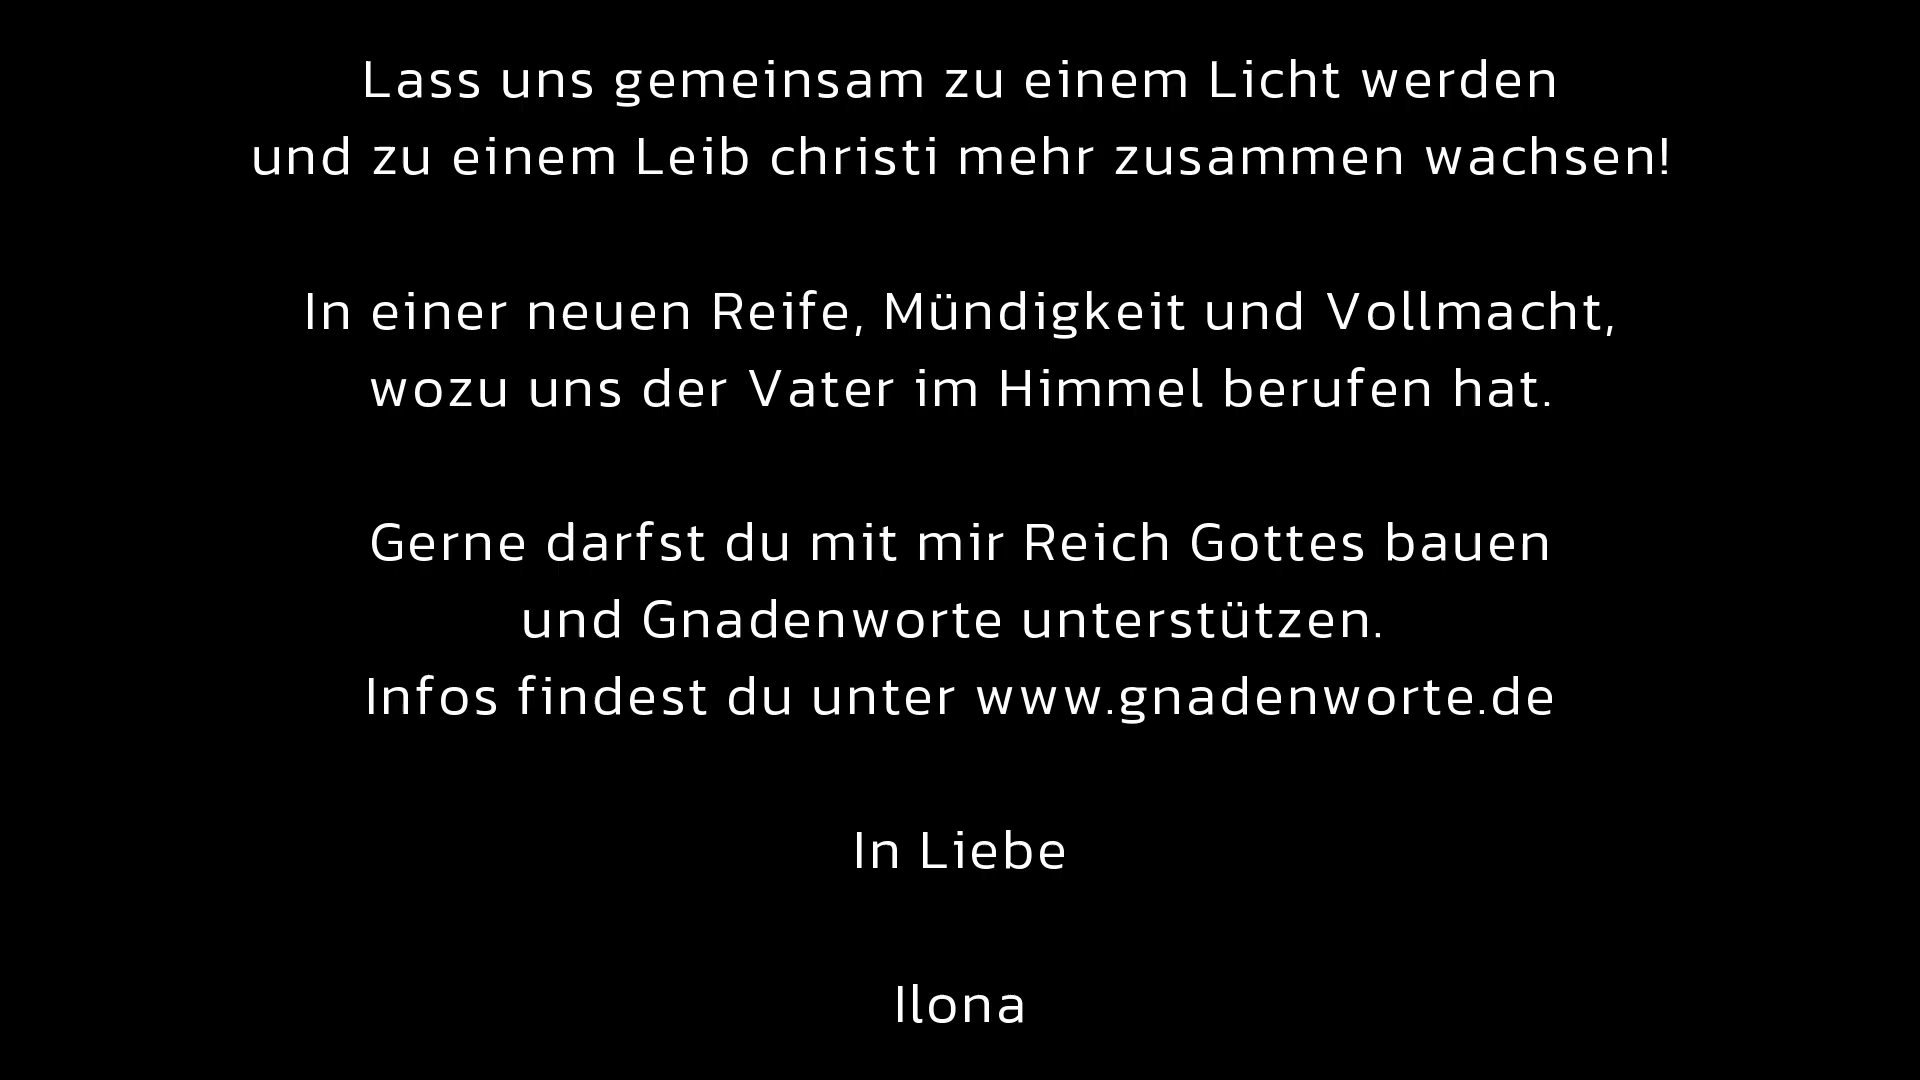 Lass uns gemeinsam zu einem Licht werden
und zu einem Leib christi mehr zusammen wachsen!
In einer neuen Reife, Mündigkeit und Vollmacht,
wozu uns der Vater im Himmel berufen hat.
Gerne darfst du mit mir Reich Gottes bauen
und Gnadenworte unterstützen.
Infos findest du unter www.gnadenworte.de
In Liebe
Ilona